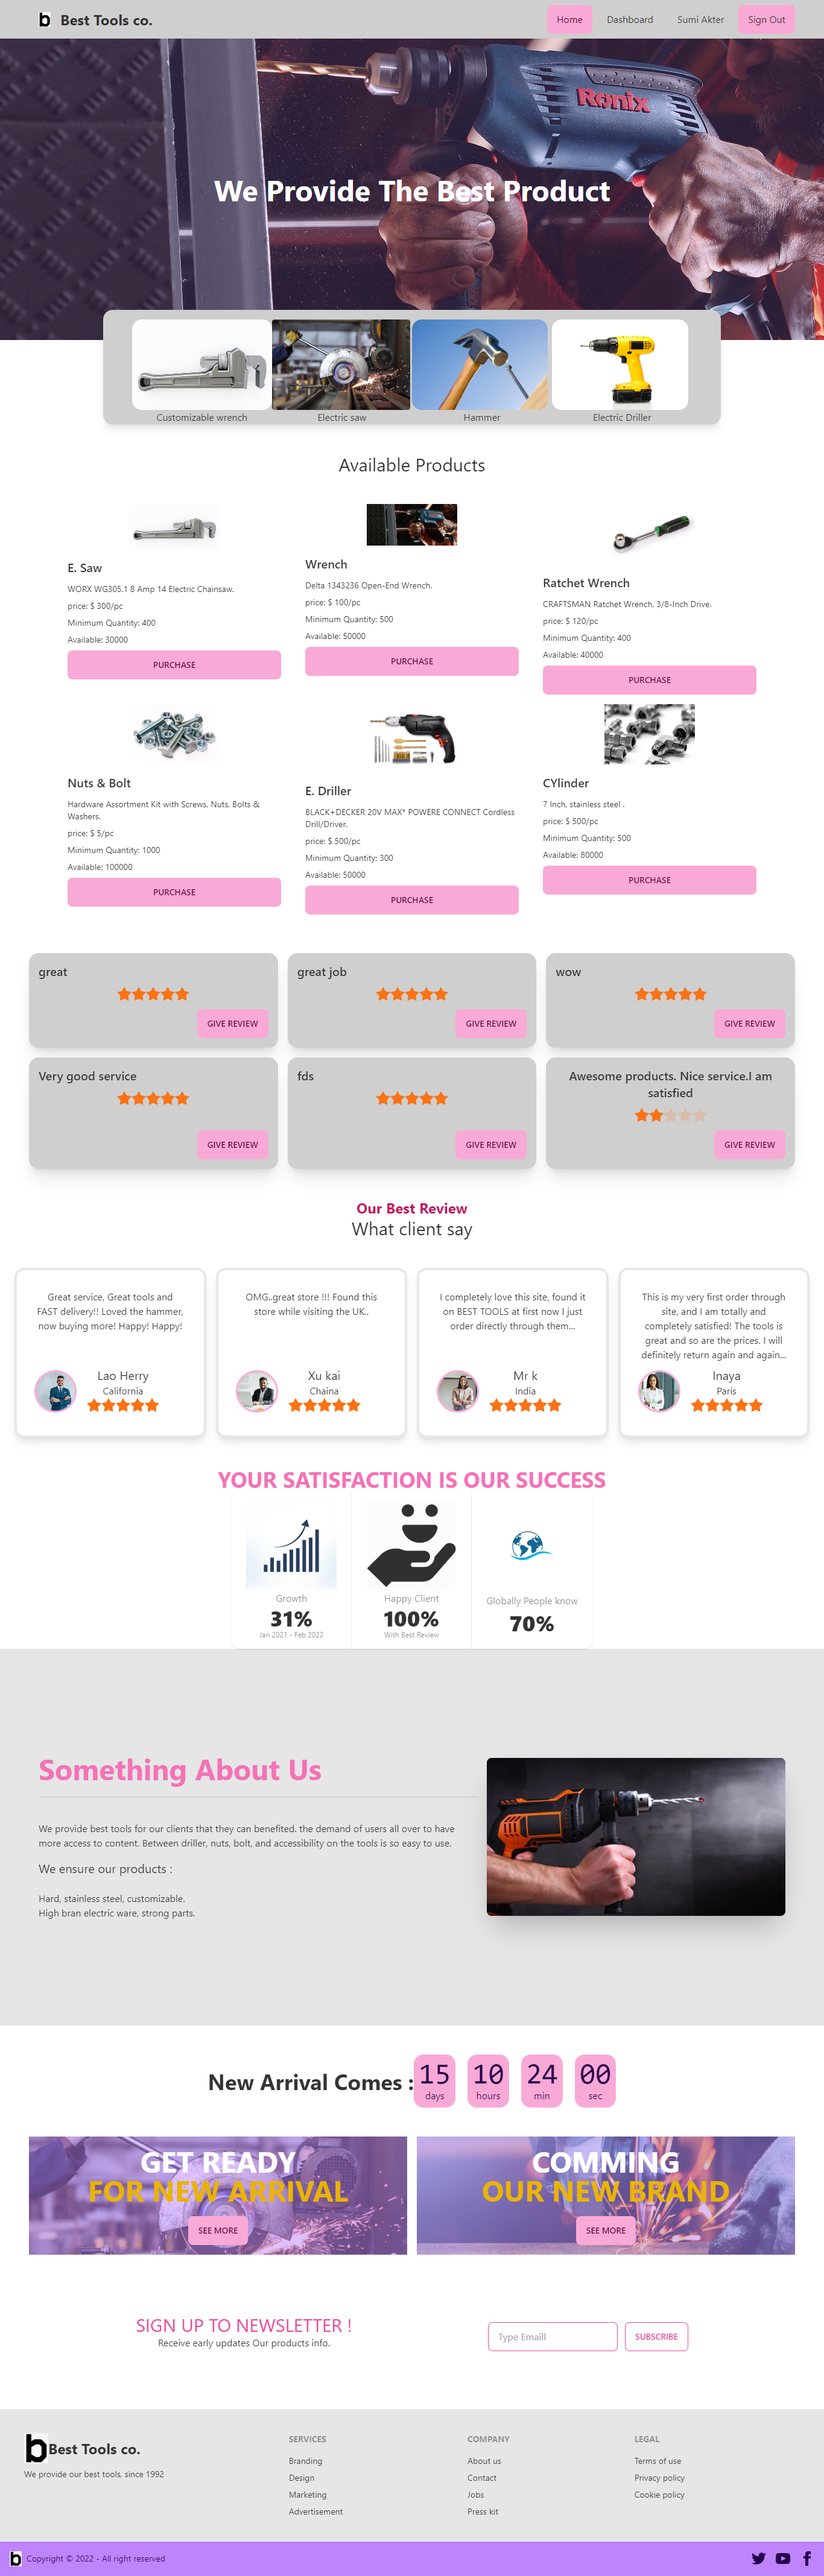 b Best Tools co.
Home Dashboard Sumi Akter Sign Out
Ronix
We Provide The Best Product
Customizable wrench
Electric saw
Hammer
Electric Driller
Available Products
E. Saw
WORX WG305.1 8 Amp 14 Electric Chainsaw.
price: $ 300/pc
Minimum Quantity: 400
Available: 30000
PURCHASE
Wrench
Delta 1343236 Open-End Wrench.
price: $ 100/pc
Minimum Quantity: 500
Available: 50000
PURCHASE
Ratchet Wrench
CRAFTSMAN Ratchet Wrench, 3/8-Inch Drive.
price: $ 120/pc
Minimum Quantity: 400
Available: 40000
PURCHASE
Nuts & Bolt
Hardware Assortment Kit with Screws, Nuts, Bolts &
Washers.
price: $ 5/pc
Minimum Quantity: 1000
Available: 100000
PURCHASE
E. Driller
BLACK+DECKER 20V MAX* POWERE CONNECT Cordless
Drill/Driver.
price: $ 500/pc
Minimum Quantity: 300
Available: 50000
PURCHASE
CYlinder
7 Inch, stainless steel .
price: $ 500/pc
Minimum Quantity: 500
Available: 80000
PURCHASE
great
GIVE REVIEW
great job
GIVE REVIEW
wow
GIVE REVIEW
Very good service
GIVE REVIEW
fds
GIVE REVIEW
Awesome products. Nice service.I am
satisfied
GIVE REVIEW
Our Best Review
What client say
Great service, Great tools and
FAST delivery!! Loved the hammer,
now buying more! Happy! Happy!
Lao Herry
California
OMG..great store !!! Found this
store while visiting the UK..
Xu kai
Chaina
I completely love this site, found it
on BEST TOOLS at first now I just
order directly through them...
Mr k
India
This is my very first order through
site, and I am totally and
completely satisfied! The tools is
great and so are the prices. I will
definitely return again and again...
Inaya
Paris
YOUR SATISFACTION IS OUR SUCCESS
Growth
31%
Jan 2021 - Feb 2022
Happy Client
100%
With Best Review
Globally People know
70%
Something About Us
We provide best tools for our clients that they can benefited. the demand of users all over to have
more access to content. Between driller, nuts, bolt, and accessibility on the tools is so easy to use.
We ensure our products :
Hard, stainless steel, customizable.
High bran electric ware, strong parts.
New Arrival Comes :
15 days
10 hours
24 min
00 sec
GET READY
FOR NEW ARRIVAL
SEE MORE
COMMING
OUR NEW BRAND
SEE MORE
SIGN UP TO NEWSLETTER !
Receive early updates Our products info.
Type Emaill
SUBSCRIBE
b Best Tools co.
We provide our best tools, since 1992
SERVICES
Branding
Design
Marketing
Advertisement
COMPANY
About us
Contact
Jobs
Press kit
LEGAL
Terms of use
Privacy policy
Cookie policy
b Copyright © 2022 - All right reserved